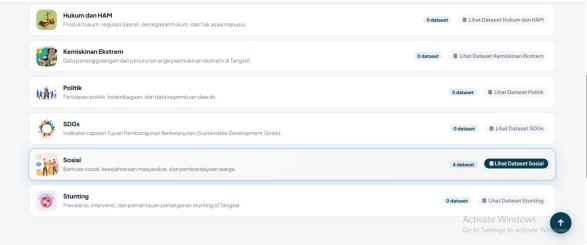 Hukum dan HAM
Produk hukum, regulasi daerah, penegakan hukum, dan hak asasi manusia.
0 dataset
Lihat Dataset Hukum dan HAM
Kemiskinan Ekstrem
Data penanggulangan dan penurunan angka kemiskinan ekstrem di Tangsel.
0 dataset
Lihat Dataset Kemiskinan Ekstrem
Politik
Partisipasi politik, kelembagaan, dan data kepemiluan daerah.
0 dataset
Lihat Dataset Politik
SDGs
Indikator capaian Tujuan Pembangunan Berkelanjutan (Sustainable Development Goals).
0 dataset
Lihat Dataset SDGs
Sosial
Bantuan sosial, kesejahteraan masyarakat, dan pemberdayaan warga.
4 dataset
Lihat Dataset Sosial
Stunting
Prevalensi, intervensi, dan pemantauan penanganan stunting di Tangsel.
0 dataset
Lihat Dataset Stunting
Activate Windows
Go to Settings to activate